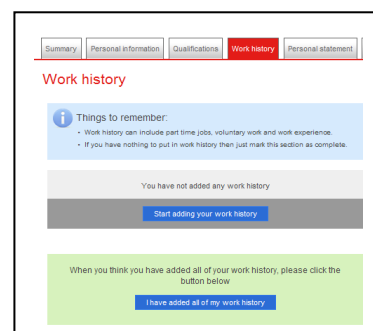 Summary Personal information Qualifications Work history Personal statement
Work history
i Things to remember:
• Work history can include part time jobs, voluntary work and work experience.
• If you have nothing to put in work history then just mark this section as complete.
You have not added any work history
Start adding your work history
When you think you have added all of your work history, please click the
button below
I have added all of my work history